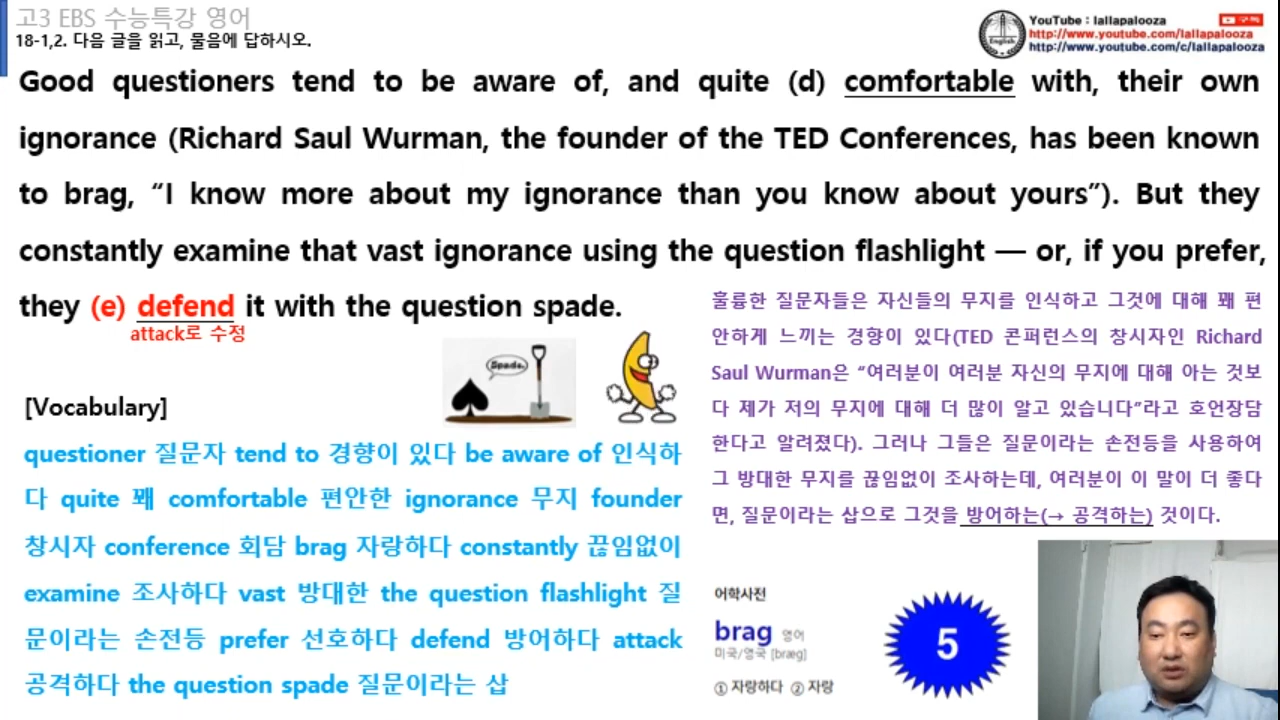 고3 EBS 수능특강 영어
18-1,2. 다음 글을 읽고, 물음에 답하시오.
YouTube : lallapalooza
구독
http://www.youtube.com/lallapalooza
http://www.youtube.com/c/lallapalooza
English
Good questioners tend to be aware of, and quite (d) comfortable with, their own
ignorance (Richard Saul Wurman, the founder of the TED Conferences, has been known
to brag, “I know more about my ignorance than you know about yours”). But they
constantly examine that vast ignorance using the question flashlight — or, if you prefer,
they (e) defend it with the question spade.
attack로 수정
Spade.
[Vocabulary]
questioner 질문자 tend to 경향이 있다 be aware of 인식하
다 quite 꽤 comfortable 편안한 ignorance 무지 founder
창시자 conference 회담 brag 자랑하다 constantly 끊임없이
examine 조사하다 vast 방대한 the question flashlight 질
문이라는 손전등 prefer 선호하다 defend 방어하다 attack
공격하다 the question spade 질문이라는 삽
훌륭한 질문자들은 자신들의 무지를 인식하고 그것에 대해 꽤 편
안하게 느끼는 경향이 있다(TED 콘퍼런스의 창시자인 Richard
Saul Wurman은 “여러분이 여러분 자신의 무지에 대해 아는 것보
다 제가 저의 무지에 대해 더 많이 알고 있습니다”라고 호언장담
한다고 알려졌다). 그러나 그들은 질문이라는 손전등을 사용하여
그 방대한 무지를 끊임없이 조사하는데, 여러분이 이 말이 더 좋다
면, 질문이라는 삽으로 그것을 방어하는(→ 공격하는) 것이다.
어학사전
brag 영어
미국/영국 [bræg]
① 자랑하다 ② 자랑
5